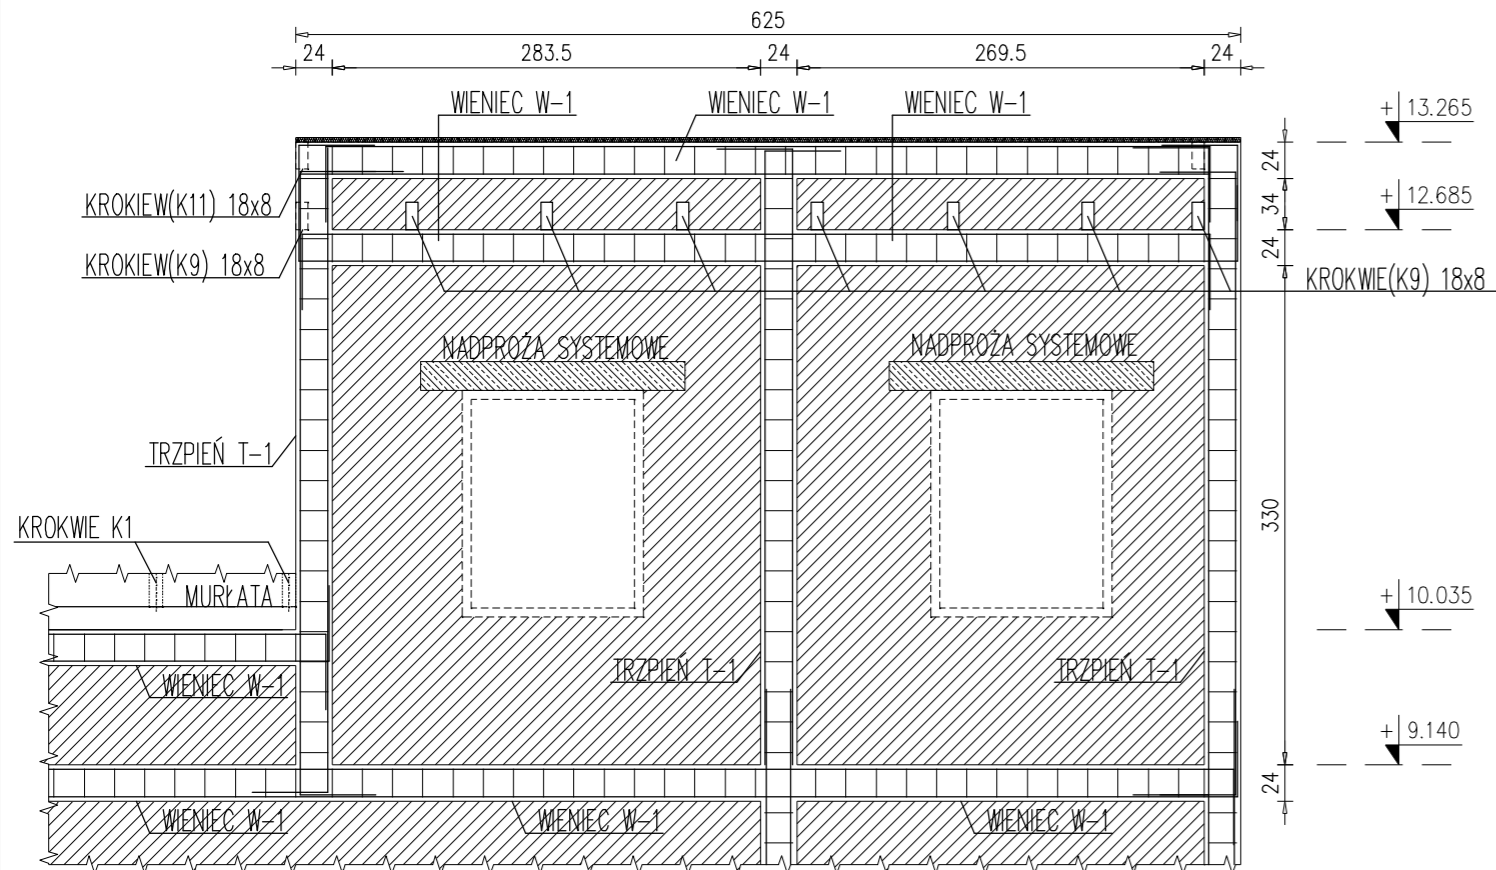 625
24 283.5 24 269.5 24
WIENIEC W-1 WIENIEC W-1 WIENIEC W-1
+ 13.265
24
KROKIEW(K11) 18x8
34
+ 12.685
24
KROKIEW(K9) 18x8
KROKWIE(K9) 18x8
NADPROŻA SYSTEMOWE NADPROŻA SYSTEMOWE
TRZPIEŃ T-1
330
KROKWIE K1
MURŁATA
+ 10.035
WIENIEC W-1
TRZPIEŃ T-1 TRZPIEŃ T-1
+ 9.140
24
WIENIEC W-1 WIENIEC W-1 WIENIEC W-1